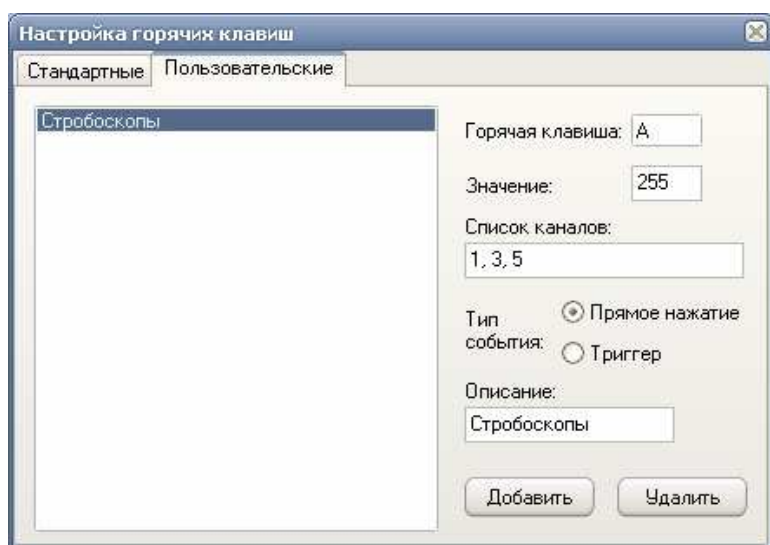 Настройка горячих клавиш
Стандартные Пользовательские
Стробоскопы
Горячая клавиша: A
Значение: 255
Список каналов:
1, 3, 5
Тип события:
Прямое нажатие
Триггер
Описание:
Стробоскопы
Добавить Удалить